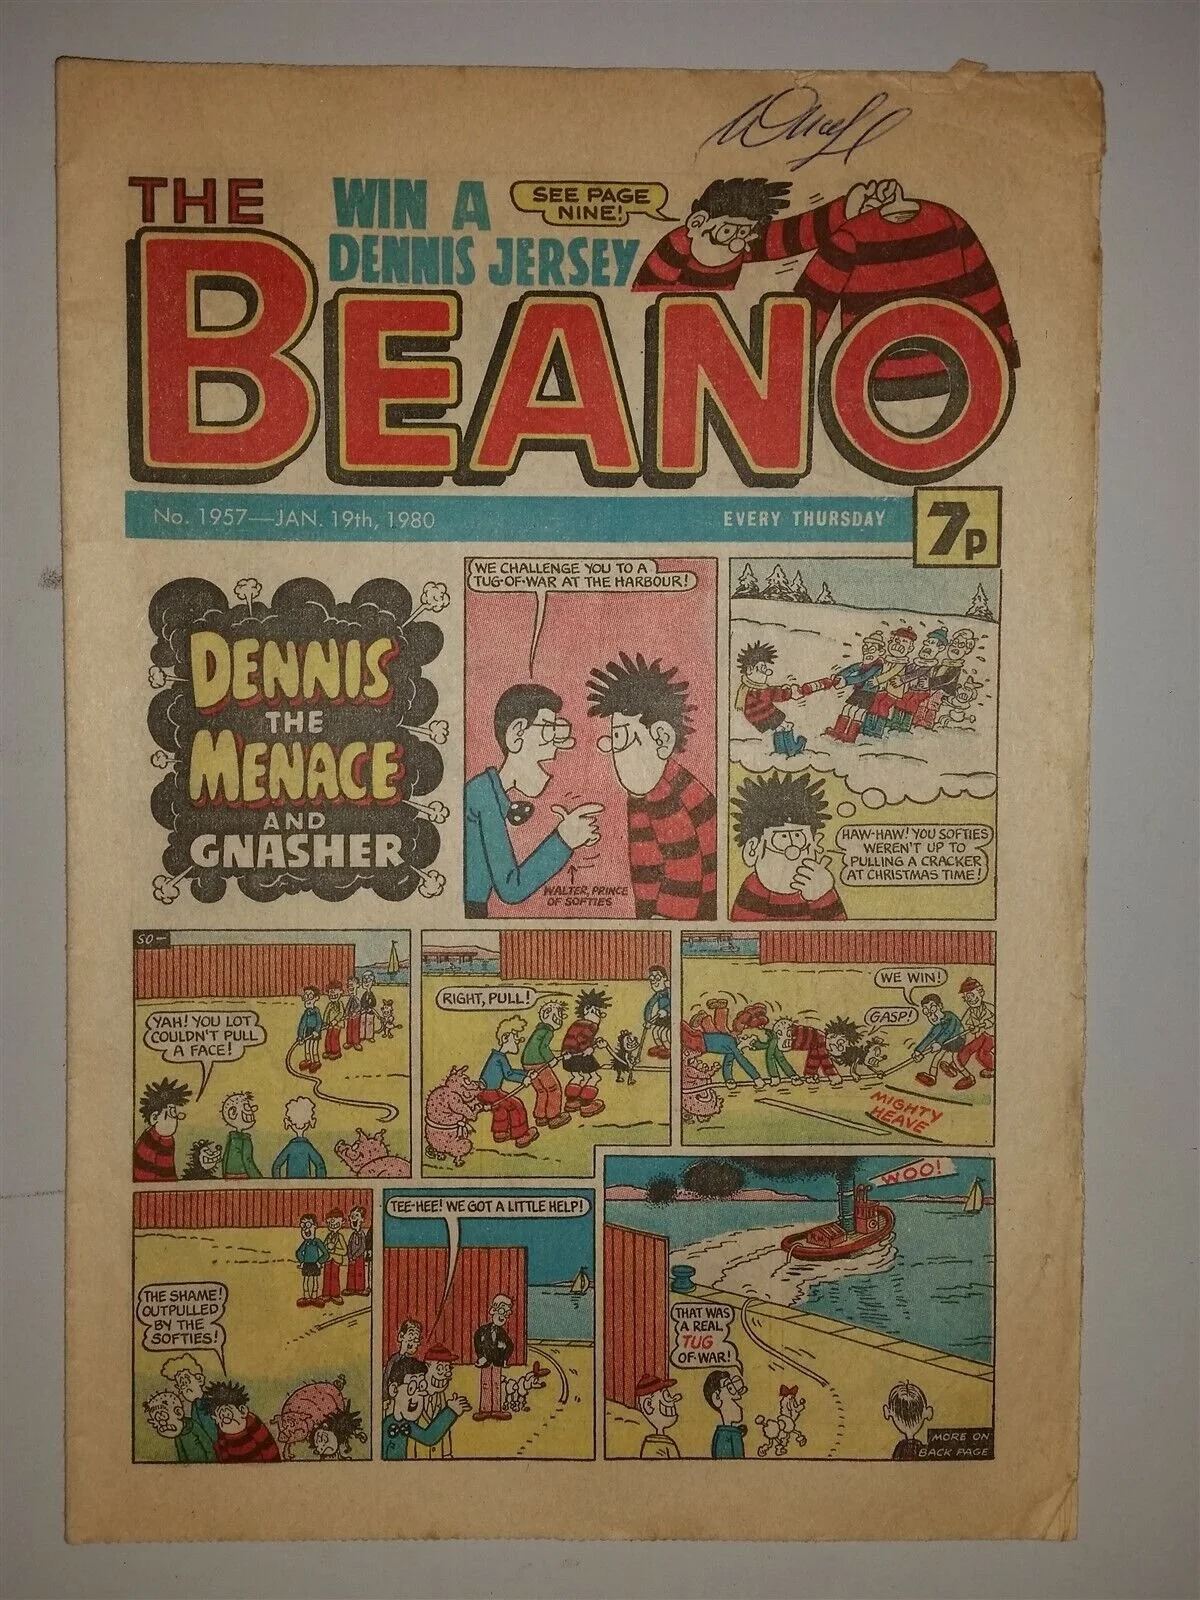 THE
BEANO
WIN A
DENNIS JERSEY
SEE PAGE
NINE!
No. 1957—JAN. 19th, 1980
EVERY THURSDAY
7p
DENNIS
THE
MENACE
AND
GNASHER
WE CHALLENGE YOU TO A
TUG-OF-WAR AT THE HARBOUR!
WALTER, PRINCE
OF SOFTIES
HAW-HAW! YOU SOFTIES
WEREN'T UP TO
PULLING A CRACKER
AT CHRISTMAS TIME!
SO—
YAH! YOU LOT
COULDN'T PULL
A FACE!
RIGHT, PULL!
WE WIN!
GASP!
MIGHTY
HEAVE
THE SHAME!
OUTPULLED
BY THE
SOFTIES!
TEE-HEE! WE GOT A LITTLE HELP!
WOO!
THAT WAS
A REAL
TUG
OF-WAR!
MORE ON
BACK PAGE